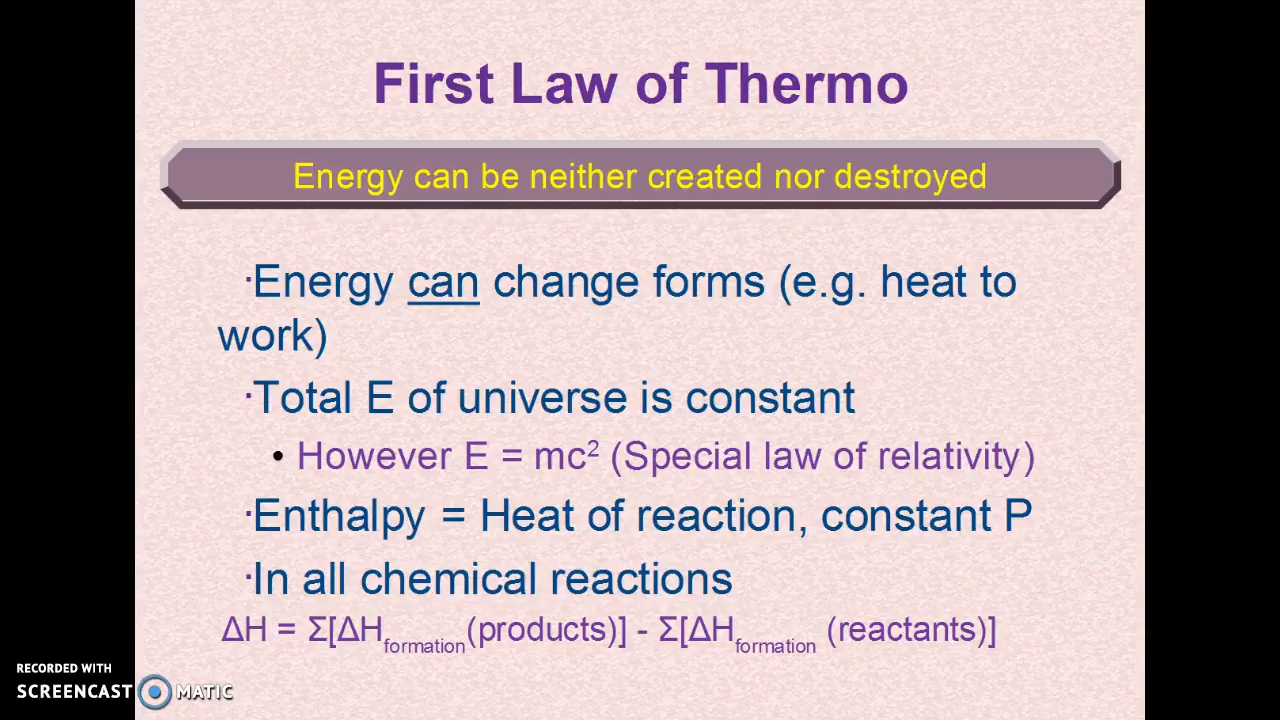 First Law of Thermo
Energy can be neither created nor destroyed
·Energy can change forms (e.g. heat to
work)
·Total E of universe is constant
• However E = mc² (Special law of relativity)
·Enthalpy = Heat of reaction, constant P
·In all chemical reactions
ΔH = Σ[ΔHformation(products)] - Σ[ΔHformation (reactants)]
RECORDED WITH
SCREENCAST MATIC